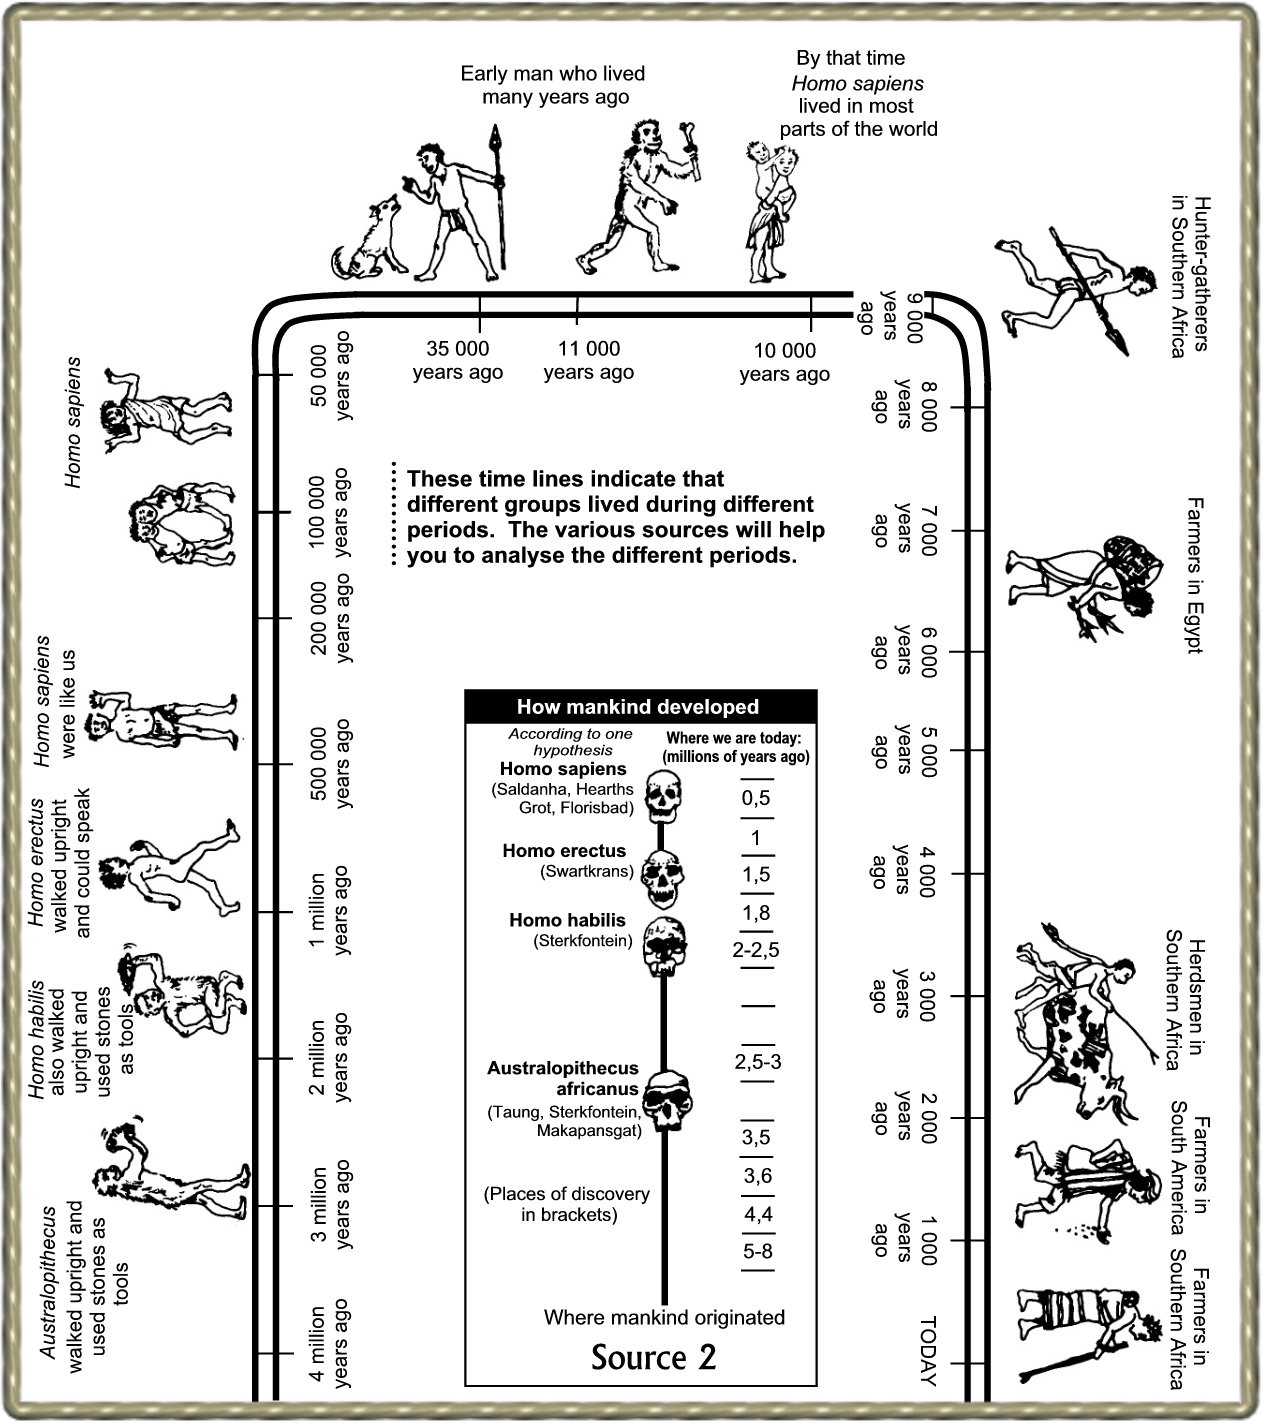 Early man who lived
many years ago
By that time
Homo sapiens
lived in most
parts of the world
Hunter-gatherers
in Southern Africa
35 000
years ago
11 000
years ago
10 000
years ago
9 000
years
ago
50 000
years ago
8 000
years
ago
Homo sapiens
100 000
years ago
These time lines indicate that
different groups lived during different
periods. The various sources will help
you to analyse the different periods.
7 000
years
ago
Farmers in Egypt
200 000
years ago
6 000
years
ago
Homo sapiens
were like us
500 000
years ago
5 000
years
ago
Homo erectus
walked upright
and could speak
1 million
years ago
4 000
years
ago
Homo habilis
also walked
upright and
used stones
as tools
2 million
years ago
3 000
years
ago
Herdsmen in
Southern Africa
2 000
years
ago
Farmers in
South America
Australopithecus
walked upright and
used stones as
tools
3 million
years ago
1 000
years
ago
Farmers in
Southern Africa
4 million
years ago
TODAY
How mankind developed
According to one
hypothesis
Where we are today:
(millions of years ago)
Homo sapiens
(Saldanha, Hearths
Grot, Florisbad)
0,5
1
Homo erectus
(Swartkrans)
1,5
1,8
Homo habilis
(Sterkfontein)
2-2,5
2,5-3
Australopithecus
africanus
(Taung, Sterkfontein,
Makapansgat)
3,5
3,6
(Places of discovery
in brackets)
4,4
5-8
Where mankind originated
Source 2